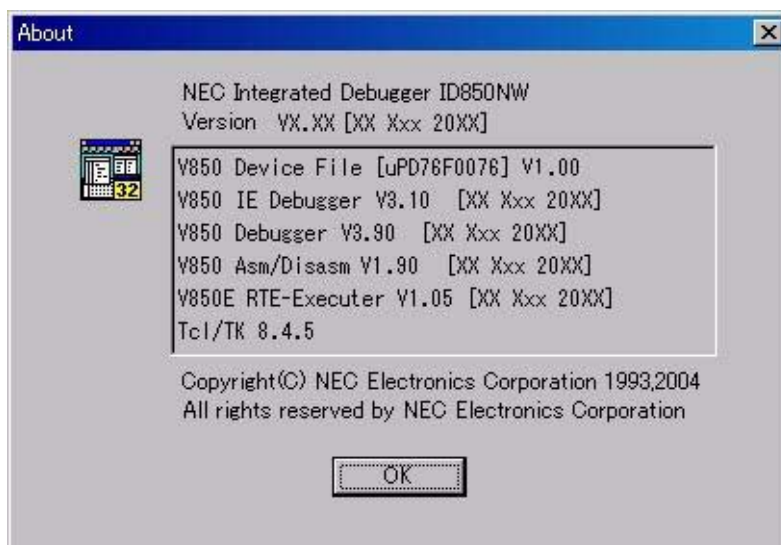 About
NEC Integrated Debugger ID850NW
Version VX.XX [XX Xxx 20XX]
32
V850 Device File [uPD76F0076] V1.00
V850 IE Debugger V3.10 [XX Xxx 20XX]
V850 Debugger V3.90 [XX Xxx 20XX]
V850 Asm/Disasm V1.90 [XX Xxx 20XX]
V850E RTE-Executer V1.05 [XX Xxx 20XX]
Tcl/TK 8.4.5
Copyright(C) NEC Electronics Corporation 1993,2004
All rights reserved by NEC Electronics Corporation
OK